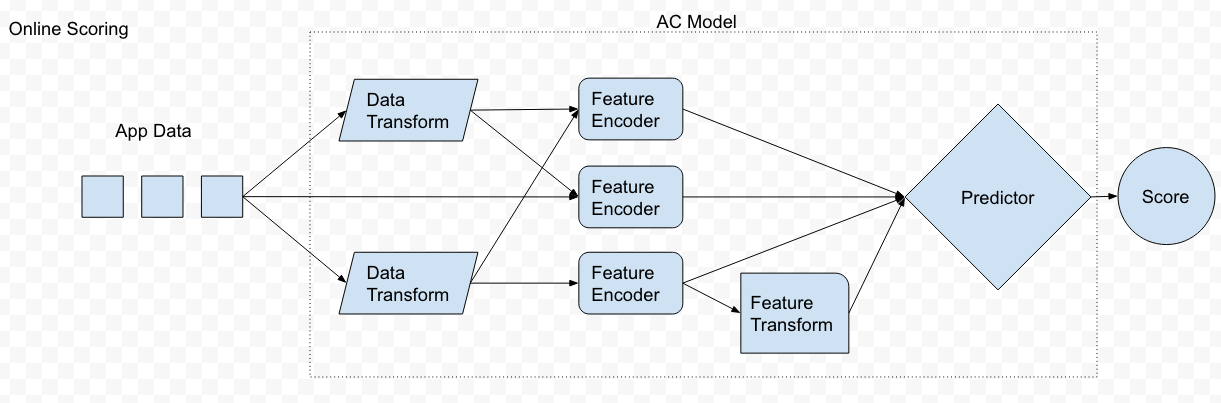 Online Scoring
AC Model
App Data
Data
Transform
Feature
Encoder
Feature
Encoder
Predictor
Score
Data
Transform
Feature
Encoder
Feature
Transform